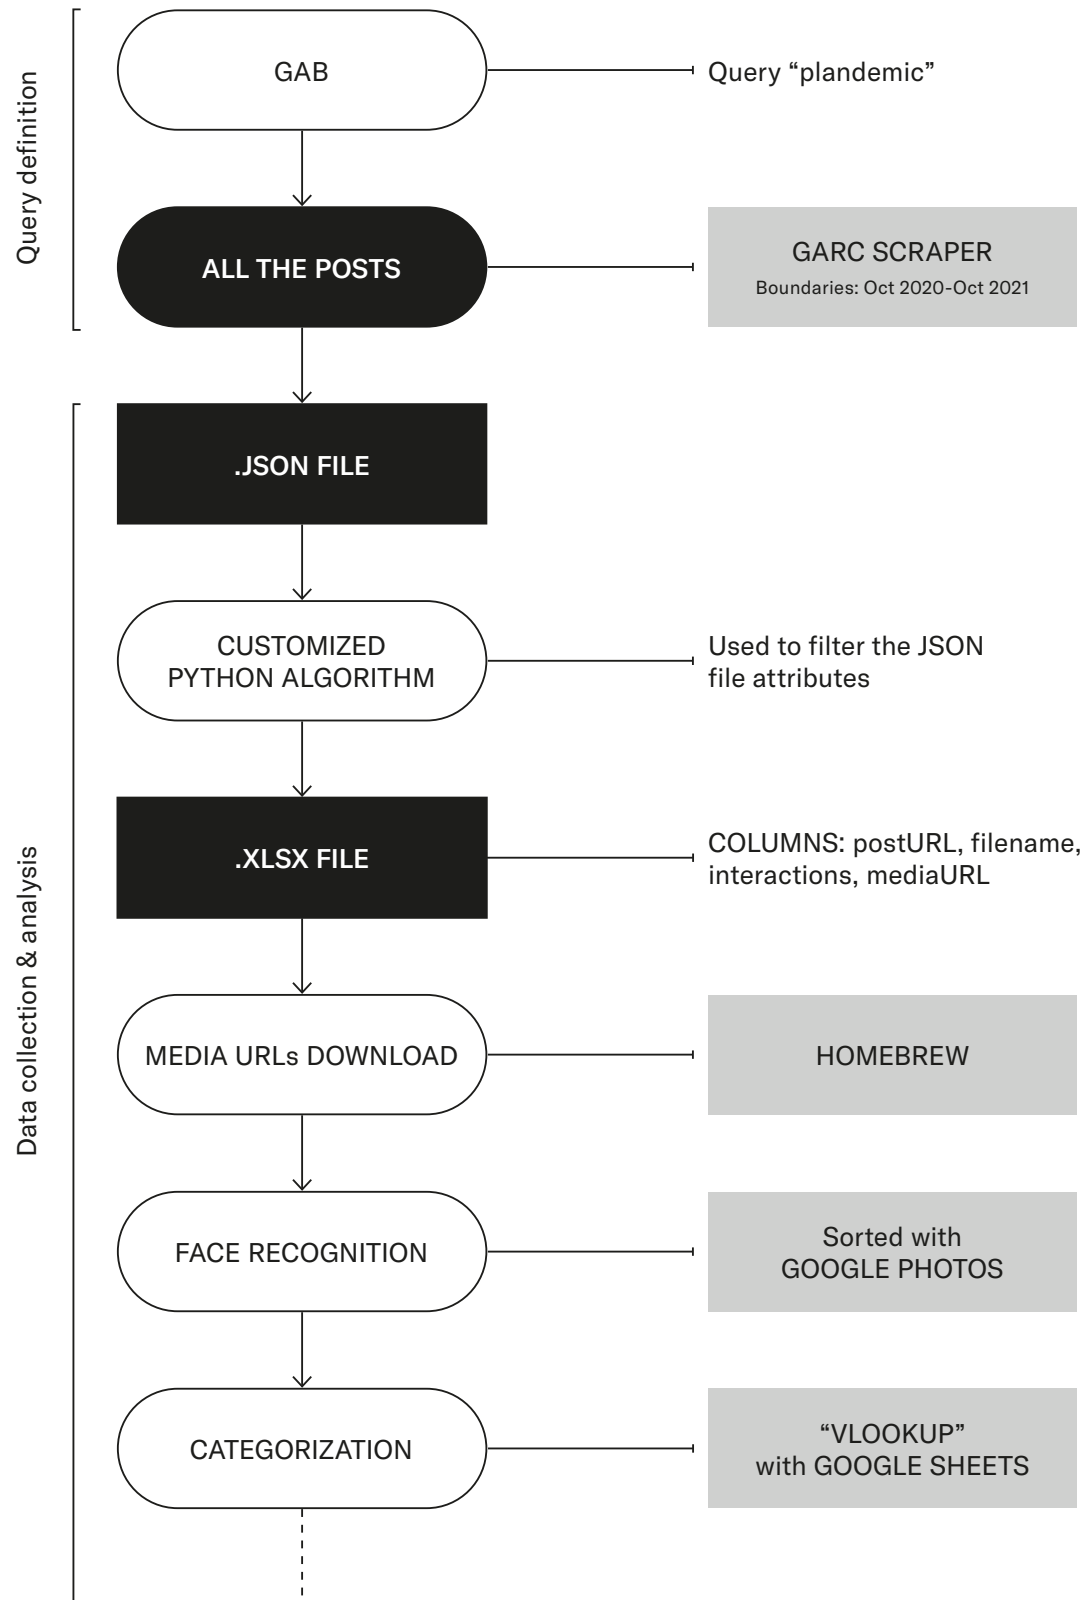 Query definition
GAB
Query “plandemic”
ALL THE POSTS
GARC SCRAPER
Boundaries: Oct 2020-Oct 2021
Data collection & analysis
.JSON FILE
CUSTOMIZED
PYTHON ALGORITHM
Used to filter the JSON
file attributes
.XLSX FILE
COLUMNS: postURL, filename,
interactions, mediaURL
MEDIA URLs DOWNLOAD
HOMEBREW
FACE RECOGNITION
Sorted with
GOOGLE PHOTOS
CATEGORIZATION
“VLOOKUP”
with GOOGLE SHEETS